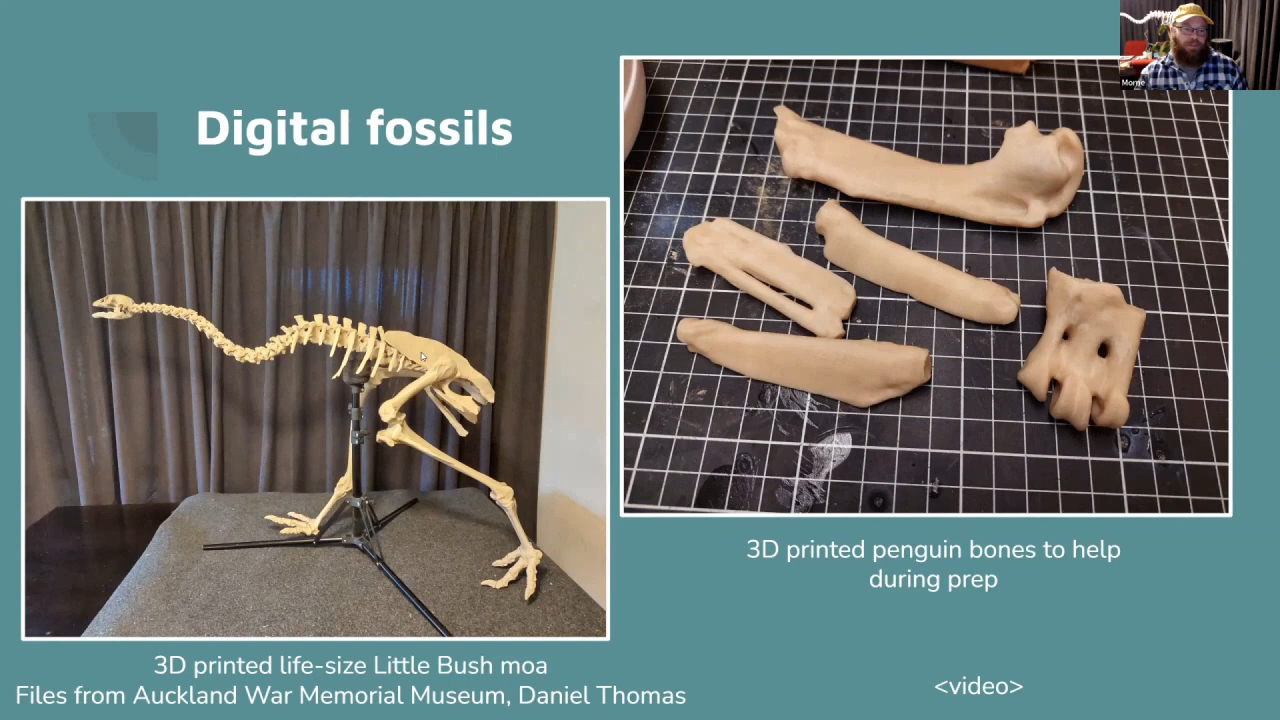 Digital fossils
3D printed life-size Little Bush moa
Files from Auckland War Memorial Museum, Daniel Thomas
3D printed penguin bones to help
during prep
<video>
Morne